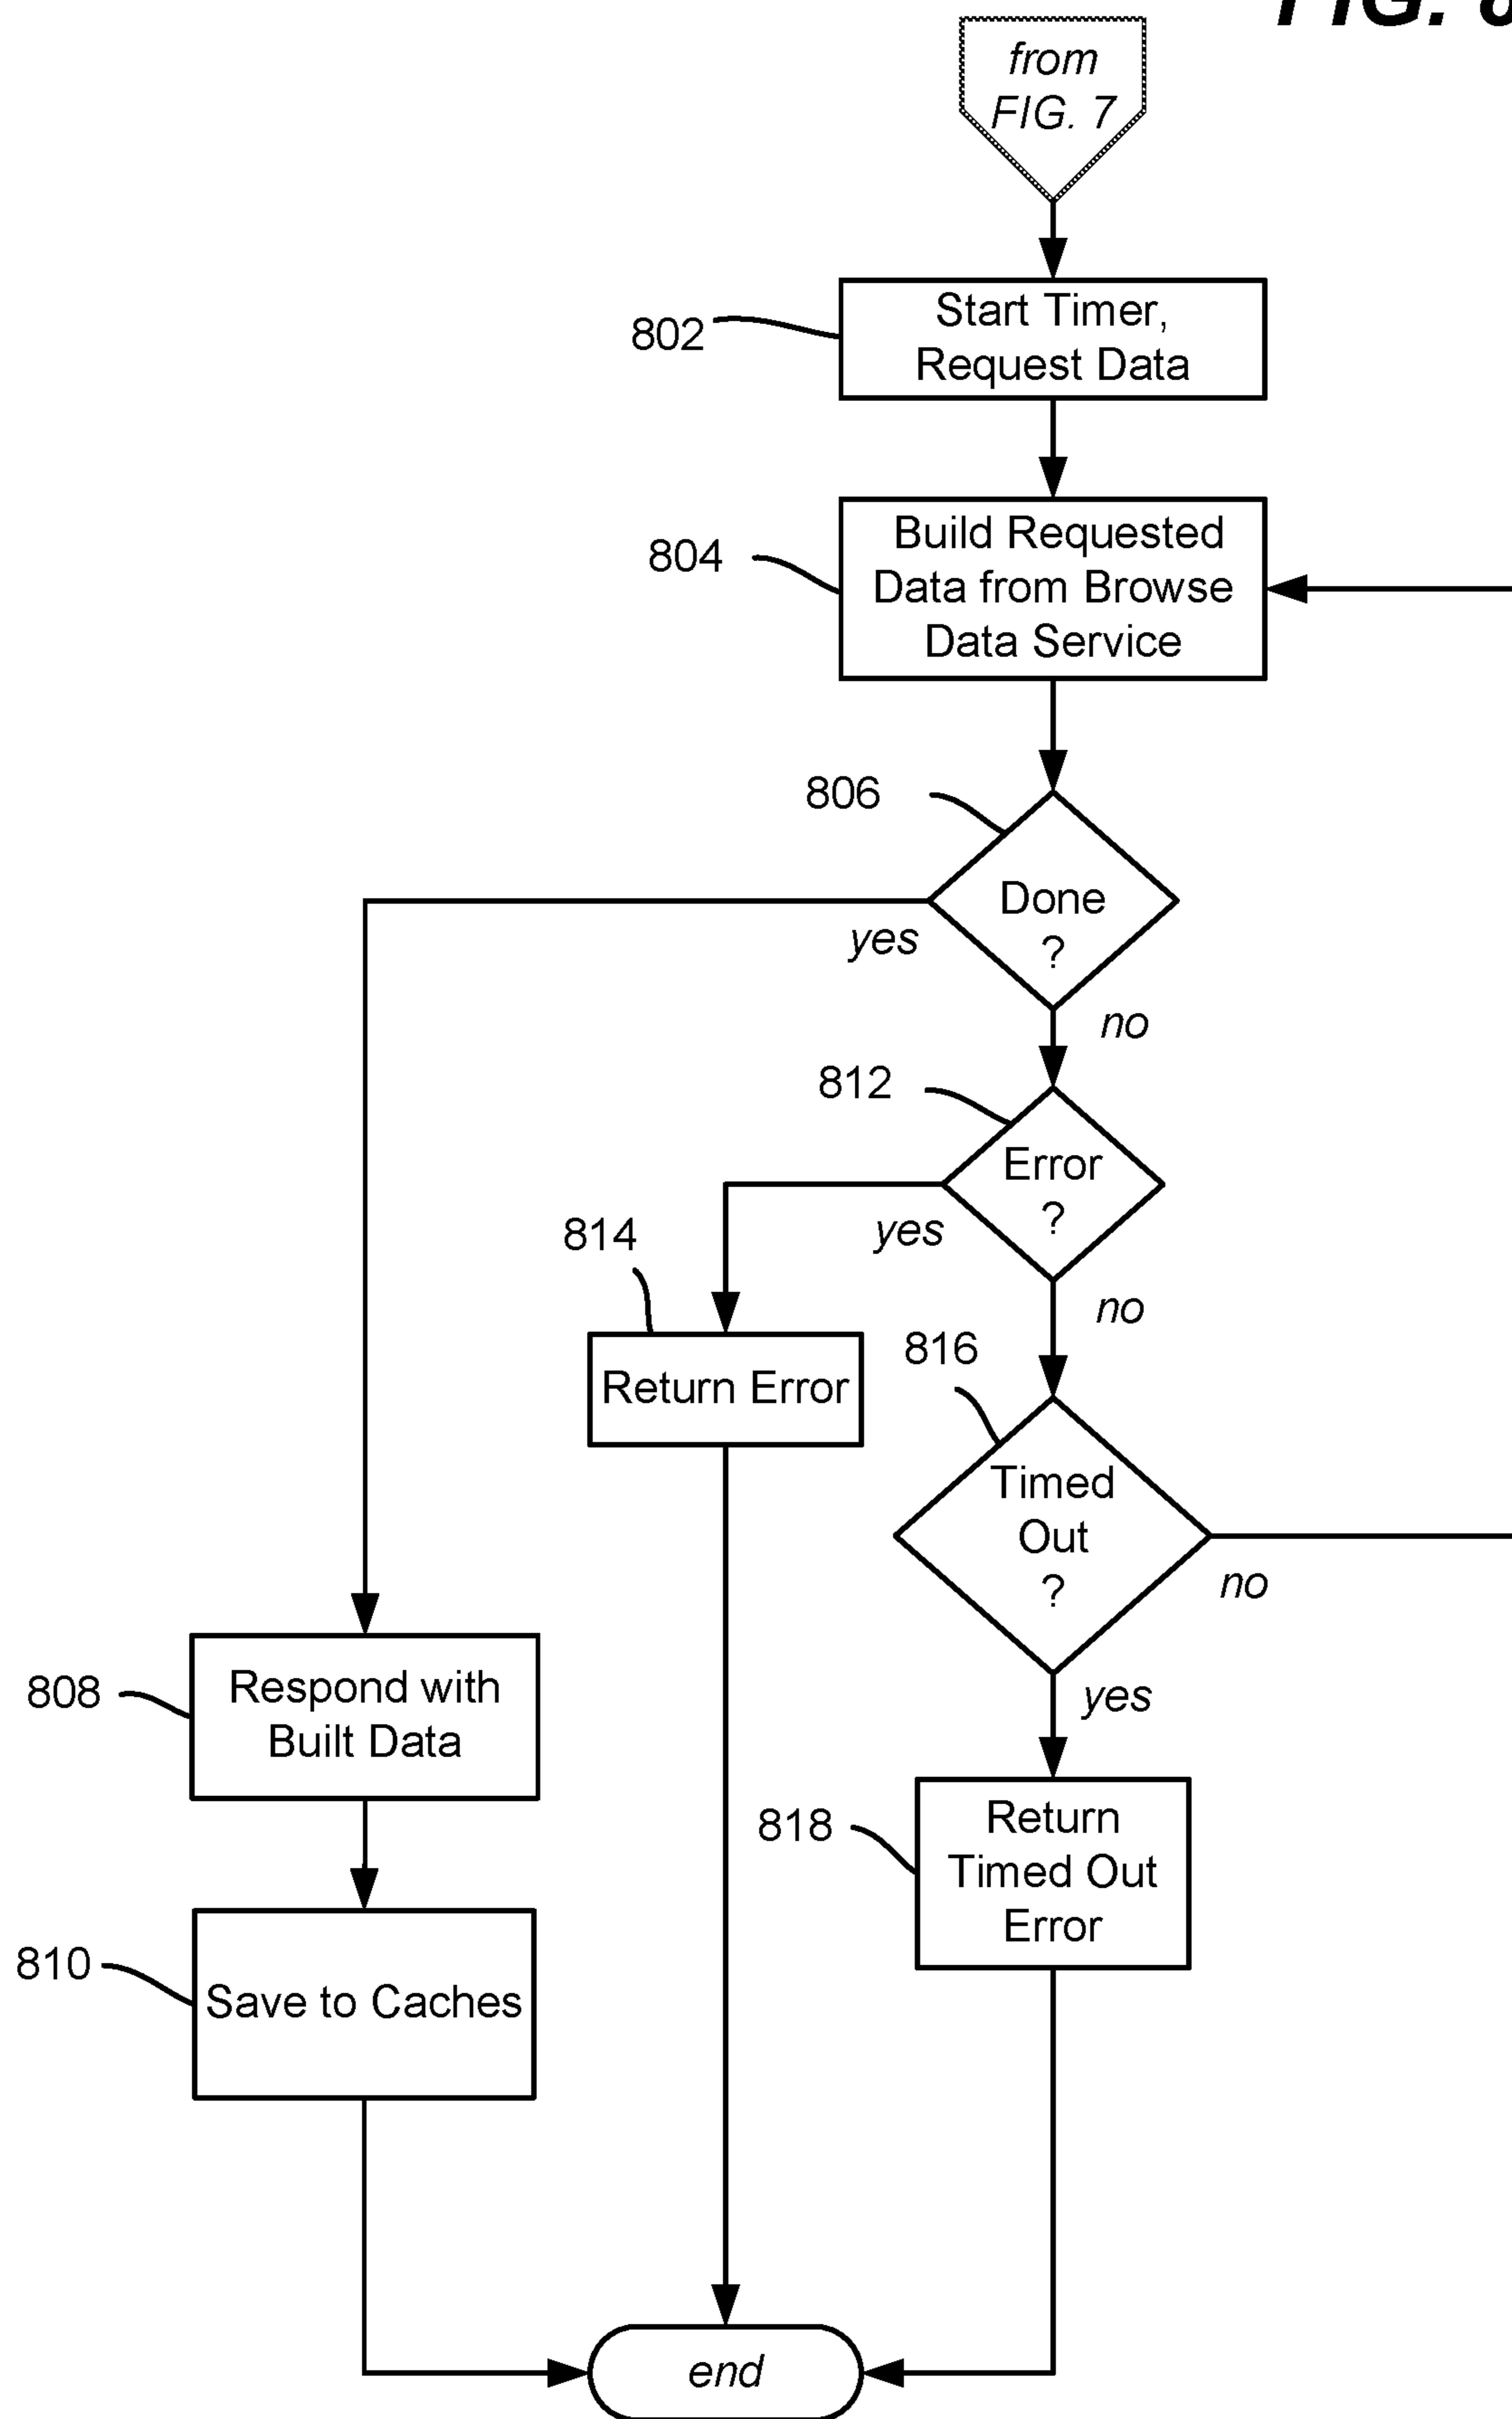 FIG. 8
from
FIG. 7
802
Start Timer,
Request Data
804
Build Requested
Data from Browse
Data Service
806
Done
?
yes
no
812
Error
?
yes
no
814
Return Error
816
Timed
Out
?
no
yes
808
Respond with
Built Data
818
Return
Timed Out
Error
810
Save to Caches
end